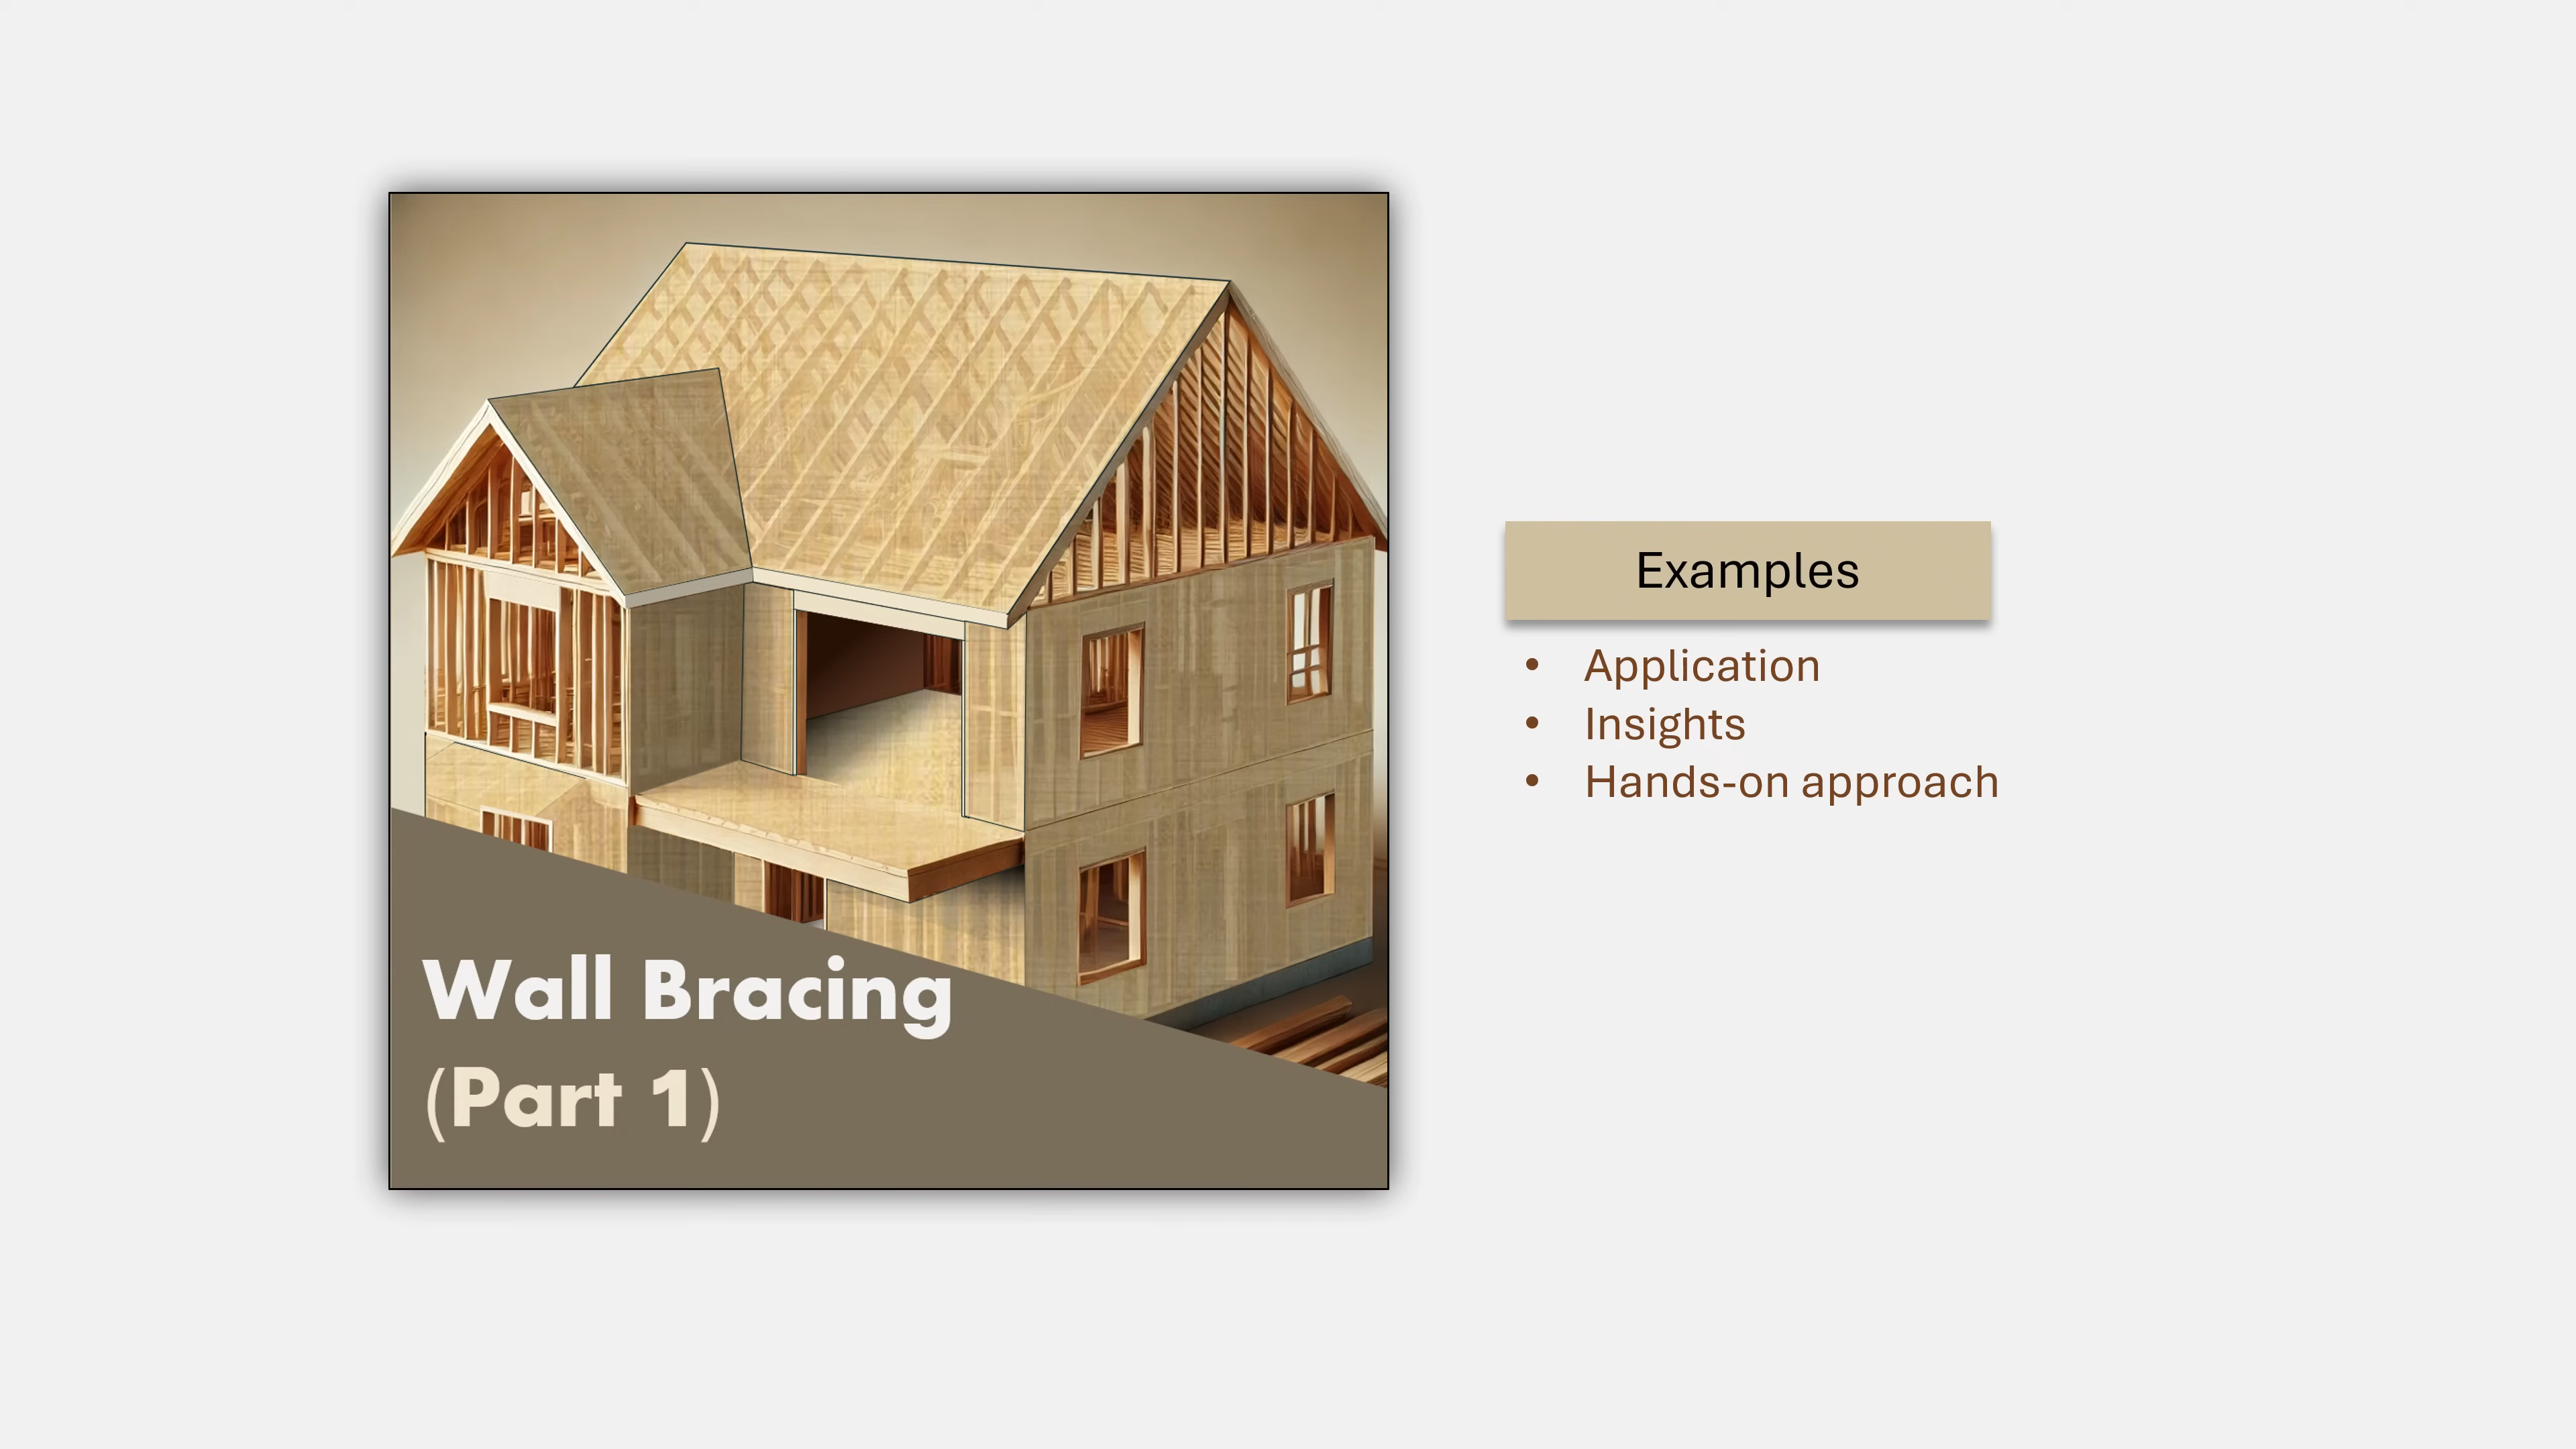 Wall Bracing
(Part 1)
Examples
• Application
• Insights
• Hands-on approach